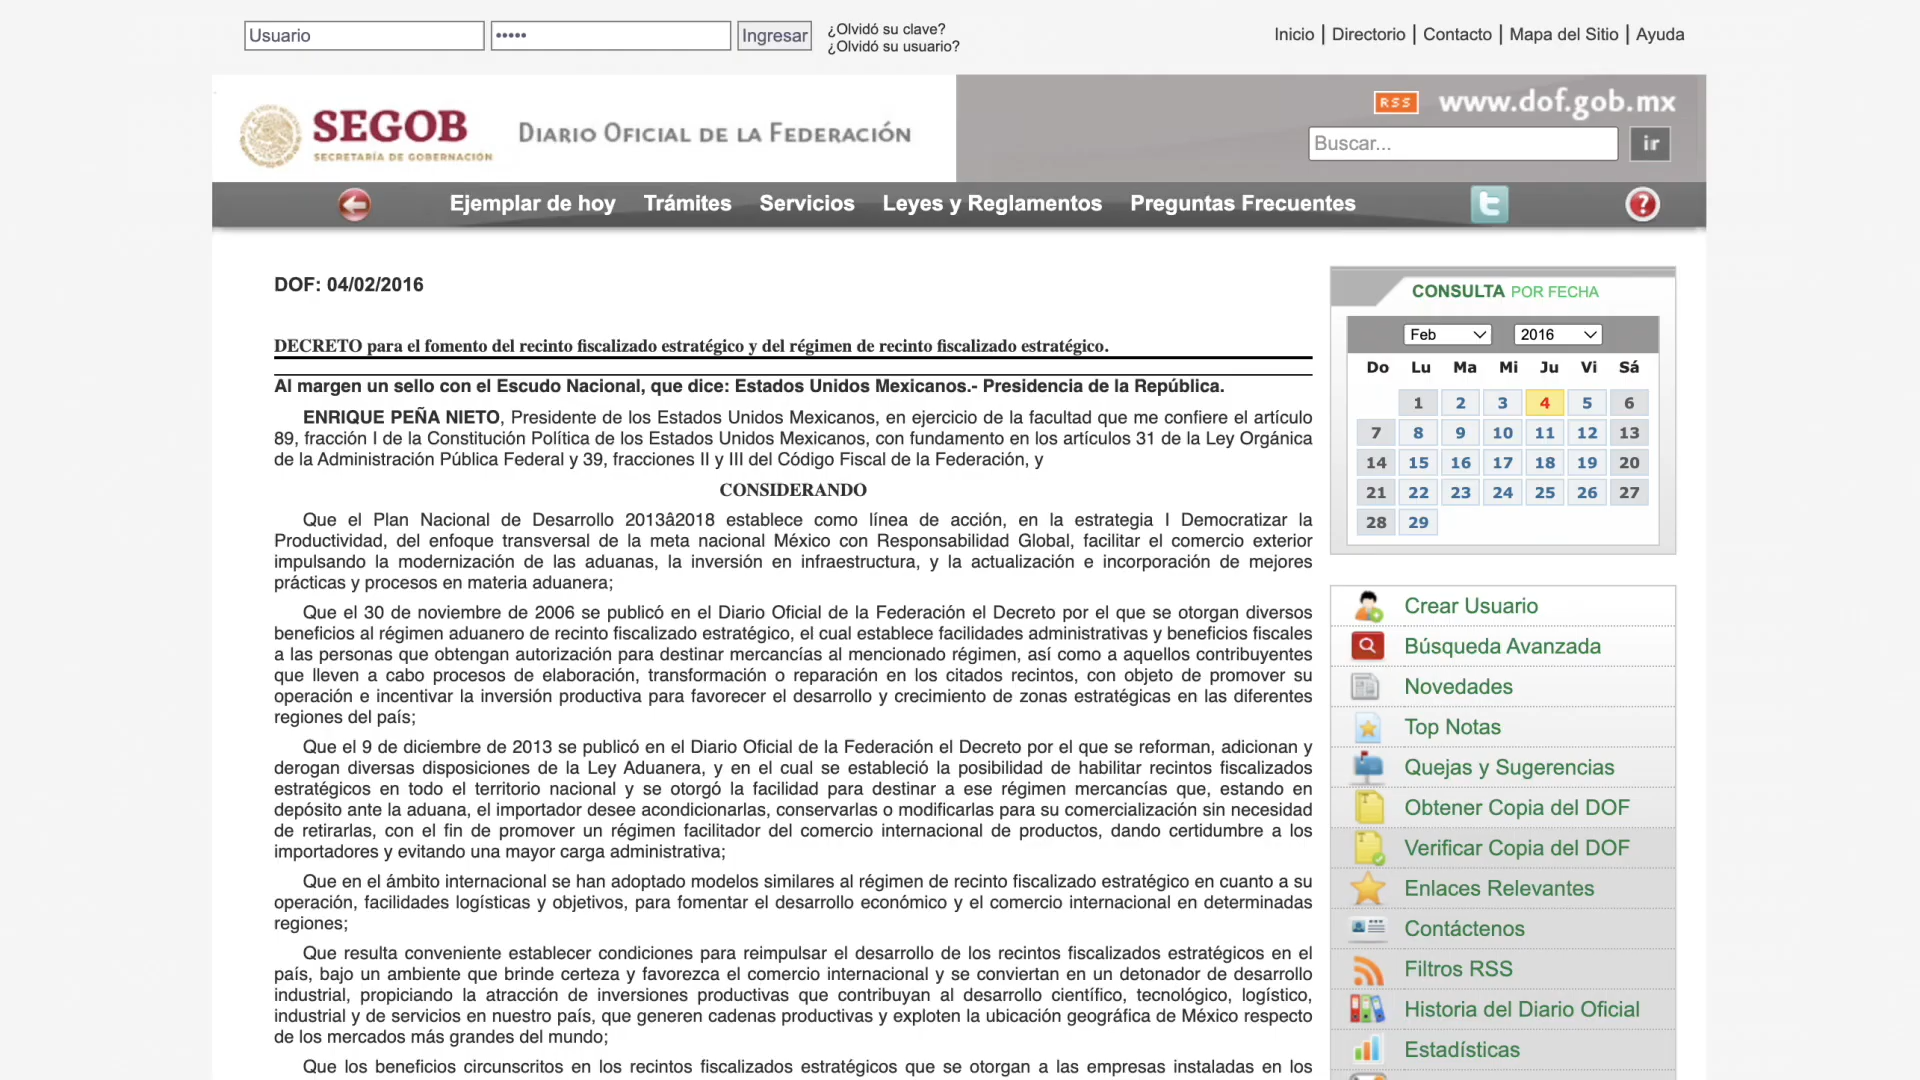 Usuario
•••••
Ingresar
¿Olvidó su clave?
¿Olvidó su usuario?
Inicio | Directorio | Contacto | Mapa del Sitio | Ayuda
SEGOB
SECRETARÍA DE GOBERNACIÓN
DIARIO OFICIAL DE LA FEDERACIÓN
RSS
www.dof.gob.mx
Buscar...
ir
Ejemplar de hoy
Trámites
Servicios
Leyes y Reglamentos
Preguntas Frecuentes
t
?
DOF: 04/02/2016
DECRETO para el fomento del recinto fiscalizado estratégico y del régimen de recinto fiscalizado estratégico.
Al margen un sello con el Escudo Nacional, que dice: Estados Unidos Mexicanos.- Presidencia de la República.
ENRIQUE PEÑA NIETO, Presidente de los Estados Unidos Mexicanos, en ejercicio de la facultad que me confiere el artículo
89, fracción I de la Constitución Política de los Estados Unidos Mexicanos, con fundamento en los artículos 31 de la Ley Orgánica
de la Administración Pública Federal y 39, fracciones II y III del Código Fiscal de la Federación, y
CONSIDERANDO
Que el Plan Nacional de Desarrollo 2013â2018 establece como línea de acción, en la estrategia I Democratizar la
Productividad, del enfoque transversal de la meta nacional México con Responsabilidad Global, facilitar el comercio exterior
impulsando la modernización de las aduanas, la inversión en infraestructura, y la actualización e incorporación de mejores
prácticas y procesos en materia aduanera;
Que el 30 de noviembre de 2006 se publicó en el Diario Oficial de la Federación el Decreto por el que se otorgan diversos
beneficios al régimen aduanero de recinto fiscalizado estratégico, el cual establece facilidades administrativas y beneficios fiscales
a las personas que obtengan autorización para destinar mercancías al mencionado régimen, así como a aquellos contribuyentes
que lleven a cabo procesos de elaboración, transformación o reparación en los citados recintos, con objeto de promover su
operación e incentivar la inversión productiva para favorecer el desarrollo y crecimiento de zonas estratégicas en las diferentes
regiones del país;
Que el 9 de diciembre de 2013 se publicó en el Diario Oficial de la Federación el Decreto por el que se reforman, adicionan y
derogan diversas disposiciones de la Ley Aduanera, y en el cual se estableció la posibilidad de habilitar recintos fiscalizados
estratégicos en todo el territorio nacional y se otorgó la facilidad para destinar a ese régimen mercancías que, estando en
depósito ante la aduana, el importador desee acondicionarlas, conservarlas o modificarlas para su comercialización sin necesidad
de retirarlas, con el fin de promover un régimen facilitador del comercio internacional de productos, dando certidumbre a los
importadores y evitando una mayor carga administrativa;
Que en el ámbito internacional se han adoptado modelos similares al régimen de recinto fiscalizado estratégico en cuanto a su
operación, facilidades logísticas y objetivos, para fomentar el desarrollo económico y el comercio internacional en determinadas
regiones;
Que resulta conveniente establecer condiciones para reimpulsar el desarrollo de los recintos fiscalizados estratégicos en el
país, bajo un ambiente que brinde certeza y favorezca el comercio internacional y se conviertan en un detonador de desarrollo
industrial, propiciando la atracción de inversiones productivas que contribuyan al desarrollo científico, tecnológico, logístico,
industrial y de servicios en nuestro país, que generen cadenas productivas y exploten la ubicación geográfica de México respecto
de los mercados más grandes del mundo;
Que los beneficios circunscritos en los recintos fiscalizados estratégicos que se otorgan a las empresas instaladas en los
CONSULTA POR FECHA
Feb 2016
Do Lu Ma Mi Ju Vi Sá
1 2 3 4 5 6
7 8 9 10 11 12 13
14 15 16 17 18 19 20
21 22 23 24 25 26 27
28 29
Crear Usuario
Búsqueda Avanzada
Novedades
Top Notas
Quejas y Sugerencias
Obtener Copia del DOF
Verificar Copia del DOF
Enlaces Relevantes
Contáctenos
Filtros RSS
Historia del Diario Oficial
Estadísticas